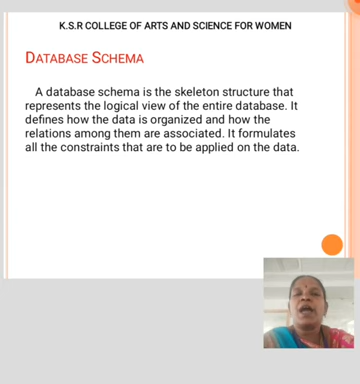 K.S.R COLLEGE OF ARTS AND SCIENCE FOR WOMEN
DATABASE SCHEMA
A database schema is the skeleton structure that
represents the logical view of the entire database. It
defines how the data is organized and how the
relations among them are associated. It formulates
all the constraints that are to be applied on the data.